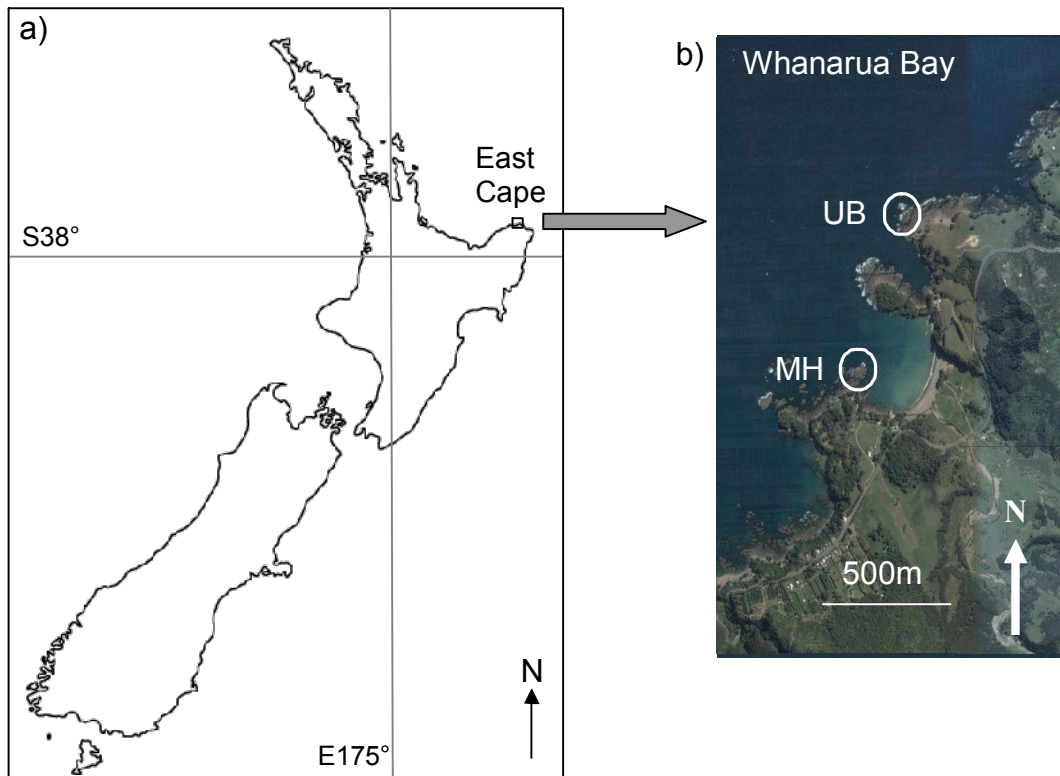 a)
East
Cape
S38°
E175°
N
b)
Whanarua Bay
UB
MH
500m
N